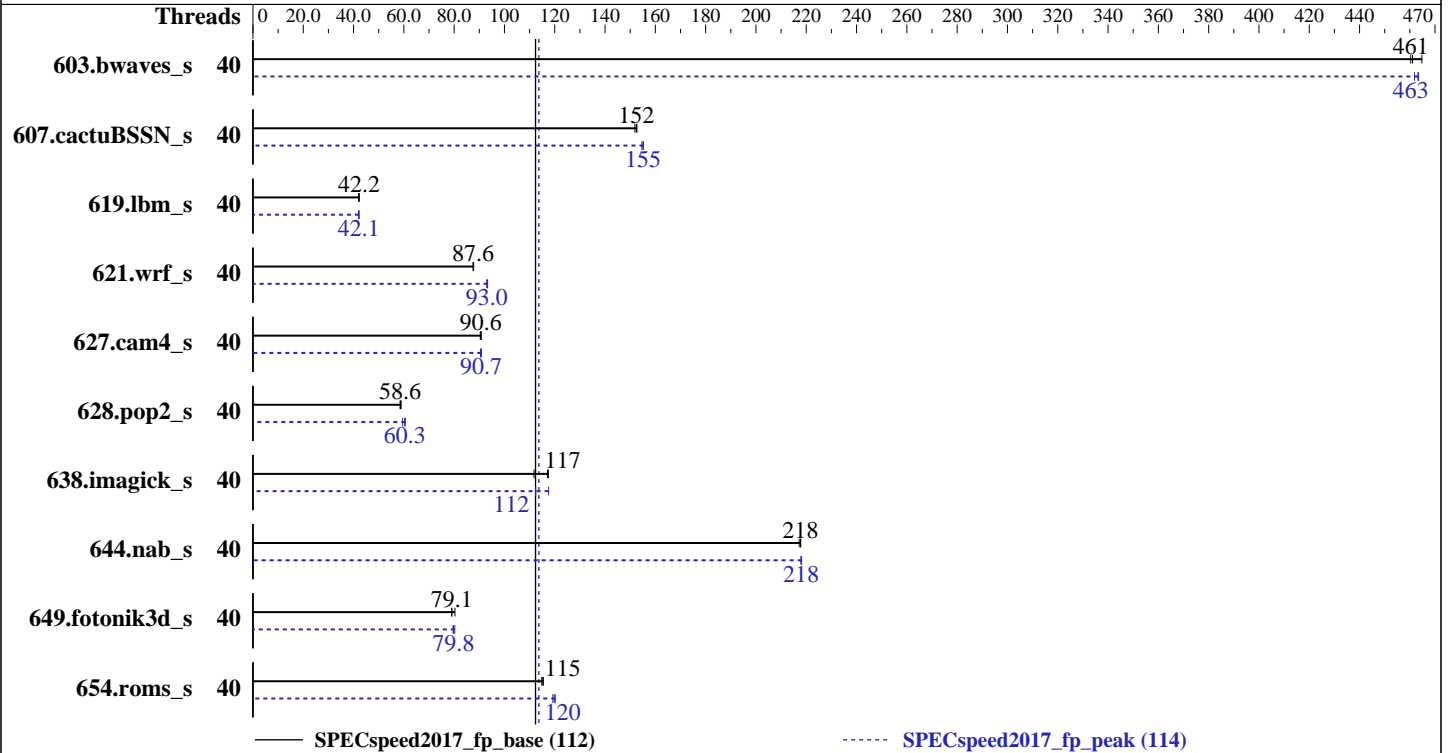 Threads 0 20.0 40.0 60.0 80.0 100 120 140 160 180 200 220 240 260 280 300 320 340 360 380 400 420 440 470
603.bwaves_s 40 461
463
607.cactuBSSN_s 40 152
155
619.lbm_s 40 42.2
42.1
621.wrf_s 40 87.6
93.0
627.cam4_s 40 90.6
90.7
628.pop2_s 40 58.6
60.3
638.imagick_s 40 117
112
644.nab_s 40 218
218
649.fotonik3d_s 40 79.1
79.8
654.roms_s 40 115
120
SPECspeed2017_fp_base (112) SPECspeed2017_fp_peak (114)